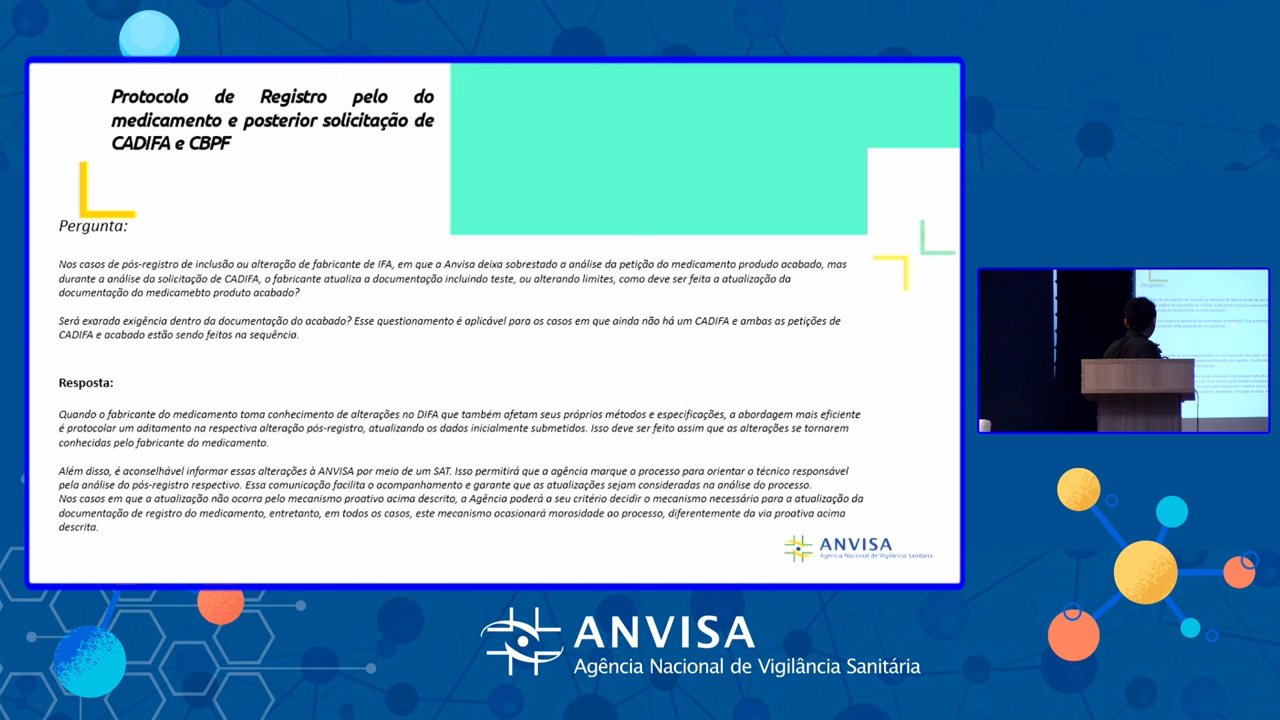 Protocolo de Registro pelo do
medicamento e posterior solicitação de
CADIFA e CBPF
Pergunta:
Nos casos de pós-registro de inclusão ou alteração de fabricante de IFA, em que a Anvisa deixa sobrestado a análise da petição do medicamento produdo acabado, mas
durante a análise da solicitação de CADIFA, o fabricante atualiza a documentação incluindo teste, ou alterando limites, como deve ser feita a atualização da
documentação do medicamebto produto acabado?
Será exarada exigência dentro da documentação do acabado? Esse questionamento é aplicável para os casos em que ainda não há um CADIFA e ambas as petições de
CADIFA e acabado estão sendo feitos na sequência.
Resposta:
Quando o fabricante do medicamento toma conhecimento de alterações no DIFA que também afetam seus próprios métodos e especificações, a abordagem mais eficiente
é protocolar um aditamento na respectiva alteração pós-registro, atualizando os dados inicialmente submetidos. Isso deve ser feito assim que as alterações se tornarem
conhecidas pelo fabricante do medicamento.
Além disso, é aconselhável informar essas alterações à ANVISA por meio de um SAT. Isso permitirá que a agência marque o processo para orientar o técnico responsável
pela análise do pós-registro respectivo. Essa comunicação facilita o acompanhamento e garante que as atualizações sejam consideradas na análise do processo.
Nos casos em que a atualização não ocorra pelo mecanismo proativo acima descrito, a Agência poderá a seu critério decidir o mecanismo necessário para a atualização da
documentação de registro do medicamento, entretanto, em todos os casos, este mecanismo ocasionará morosidade ao processo, diferentemente da via proativa acima
descrita.
ANVISA
Agência Nacional de Vigilância Sanitária
Pergunta:
ANVISA
Agência Nacional de Vigilância Sanitária